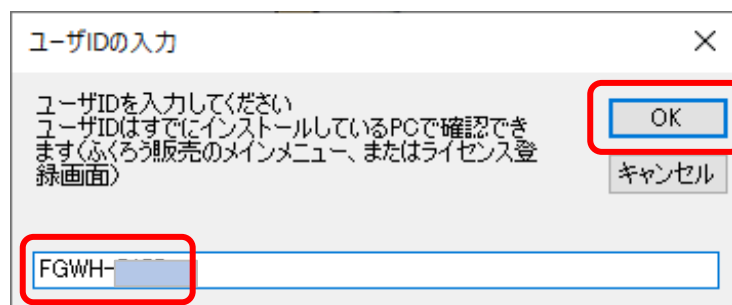 ユーザIDの入力
ユーザIDを入力してください
ユーザIDはすでにインストールしているPCで確認でき
ます(ふくろう販売のメインメニュー、またはライセンス登
録画面)
OK
キャンセル
FGWH-